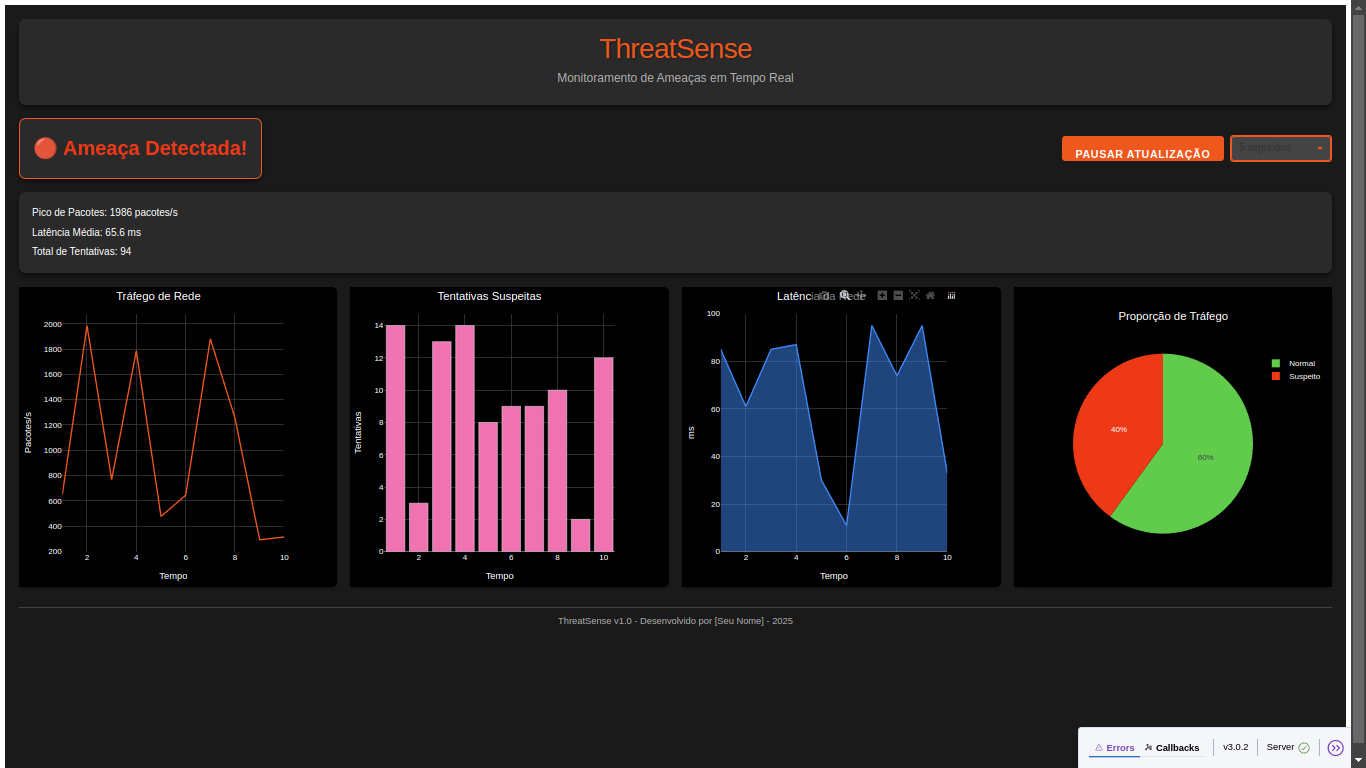 ThreatSense
Monitoramento de Ameaças em Tempo Real
Ameaça Detectada!
PAUSAR ATUALIZAÇÃO
5 segundos
Pico de Pacotes: 1986 pacotes/s
Latência Média: 65.6 ms
Total de Tentativas: 94
Tráfego de Rede
2000
1800
1600
1400
1200
1000
800
600
400
200
2 4 6 8 10
Pacotes/s
Tempo
Tentativas Suspeitas
14
12
10
8
6
4
2
0
2 4 6 8 10
Tentativas
Tempo
Latência da Rede
100
80
60
40
20
0
2 4 6 8 10
ms
Tempo
Proporção de Tráfego
Normal
Suspeito
40%
60%
ThreatSense v1.0 - Desenvolvido por [Seu Nome] - 2025
Errors Callbacks v3.0.2 Server